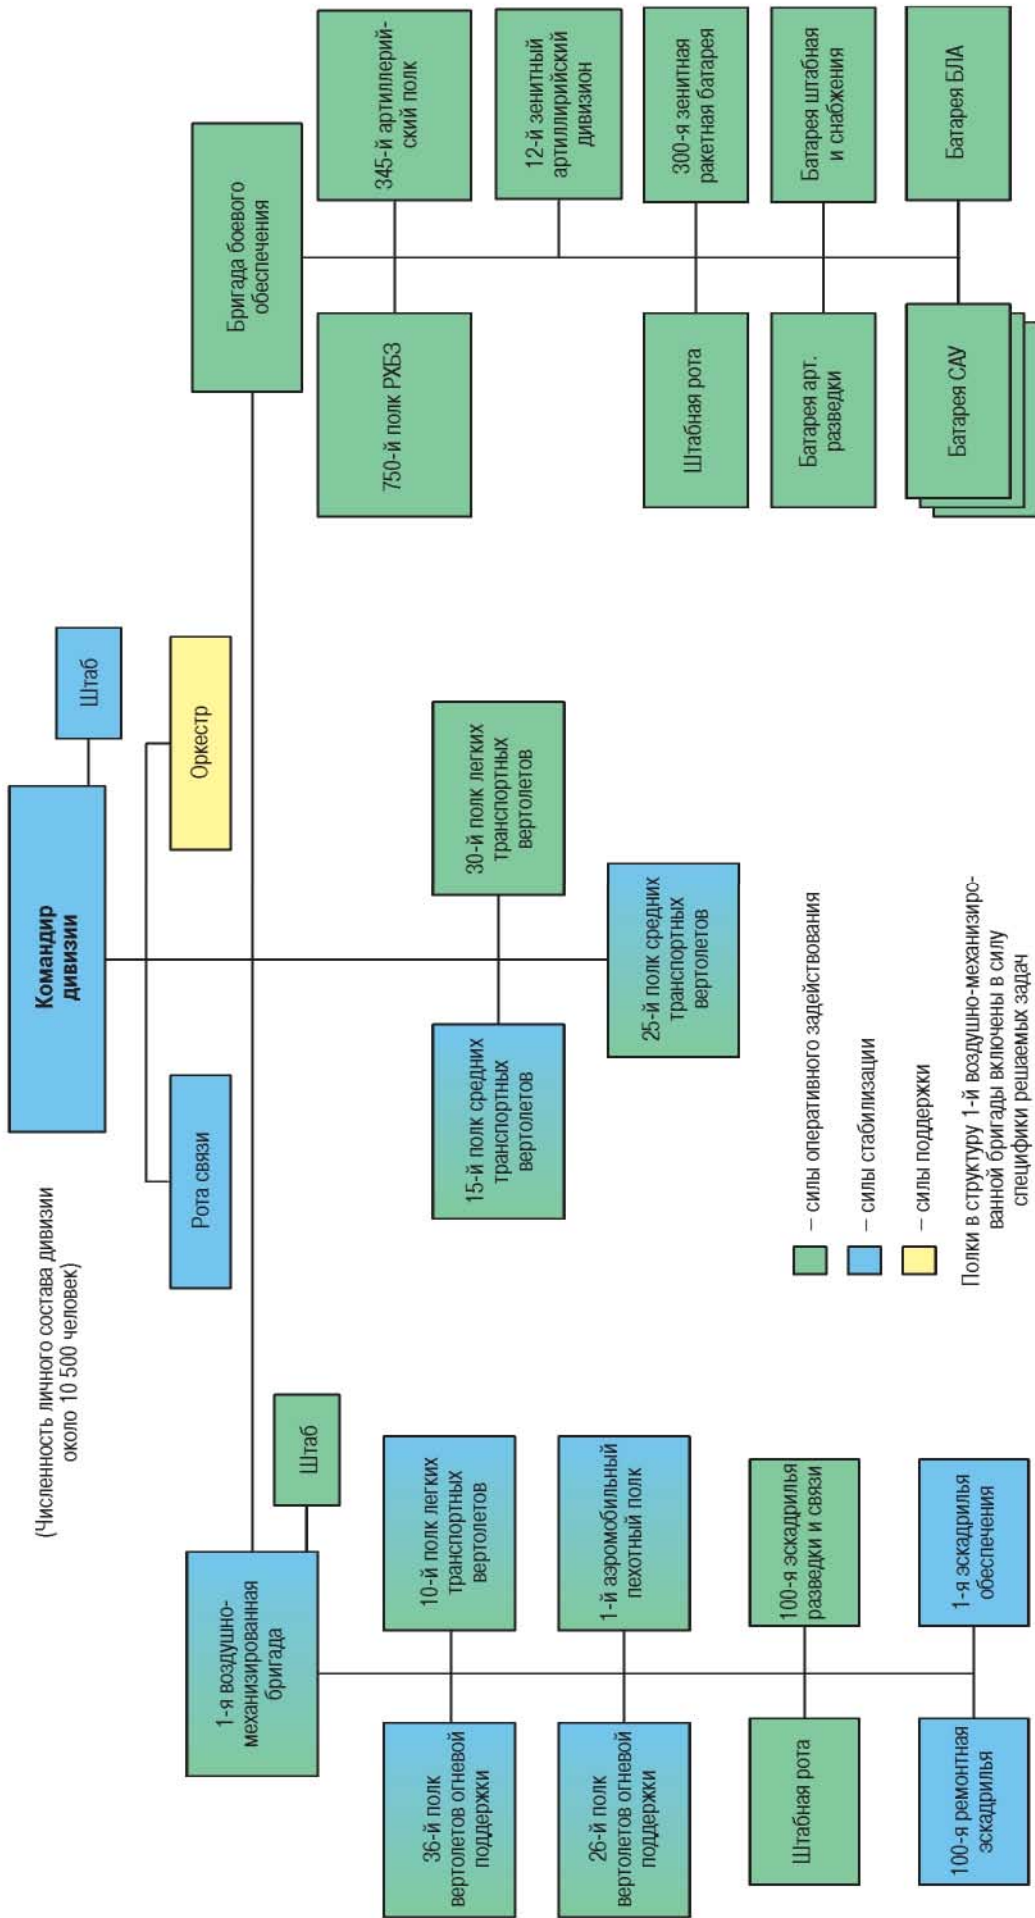 (Численность личного состава дивизии
около 10 500 человек)
Командир
дивизии
Штаб
Рота связи
Оркестр
1-я воздушно-
механизированная
бригада
Штаб
36-й полк
вертолетов огневой
поддержки
10-й полк легких
транспортных
вертолетов
26-й полк
вертолетов огневой
поддержки
1-й аэромобильный
пехотный полк
Штабная рота
100-я эскадрилья
разведки и связи
100-я ремонтная
эскадрилья
1-я эскадрилья
обеспечения
15-й полк средних
транспортных
вертолетов
30-й полк легких
транспортных
вертолетов
25-й полк средних
транспортных
вертолетов
Бригада боевого
обеспечения
750-й полк РХБЗ
345-й артиллерий-
ский полк
12-й зенитный
артиллирийский
дивизион
Штабная рота
300-я зенитная
ракетная батарея
Батарея арт.
разведки
Батарея штабная
и снабжения
Батарея САУ
Батарея БЛА
– силы оперативного задействования
– силы стабилизации
– силы поддержки
Полки в структуру 1-й воздушно-механизиро-
ванной бригады включены в силу
специфики решаемых задач